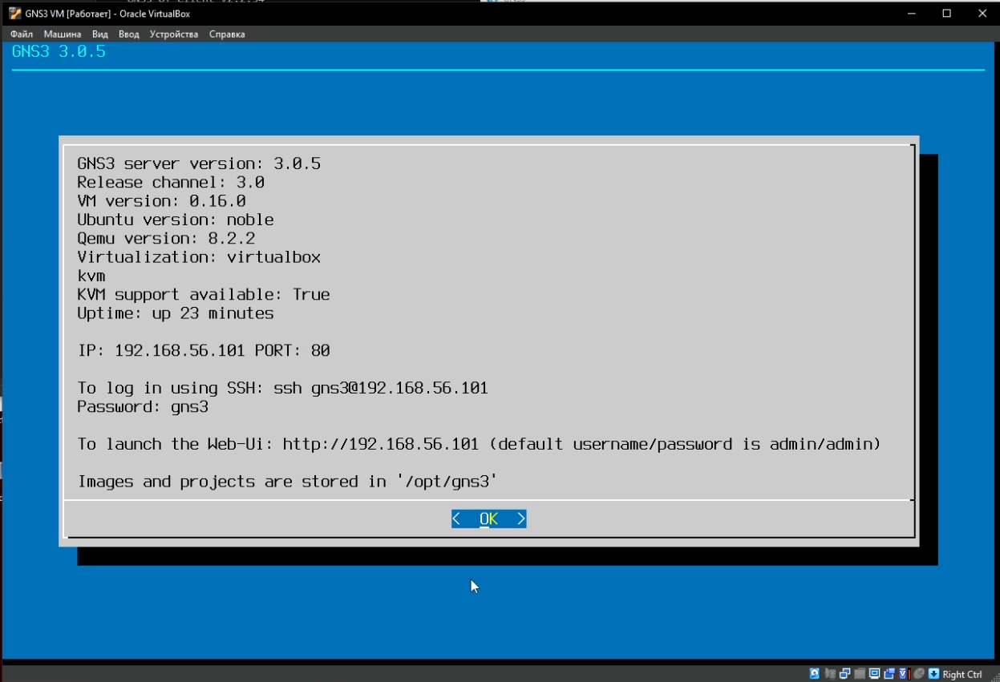 GNS3 VM [Работает] - Oracle VirtualBox
Файл Машина Вид Ввод Устройства Справка
GNS3 3.0.5
GNS3 server version: 3.0.5
Release channel: 3.0
VM version: 0.16.0
Ubuntu version: noble
Qemu version: 8.2.2
Virtualization: virtualbox
kvm
KVM support available: True
Uptime: up 23 minutes
IP: 192.168.56.101 PORT: 80
To log in using SSH: ssh gns3@192.168.56.101
Password: gns3
To launch the Web-Ui: http://192.168.56.101 (default username/password is admin/admin)
Images and projects are stored in '/opt/gns3'
< OK >
Right Ctrl